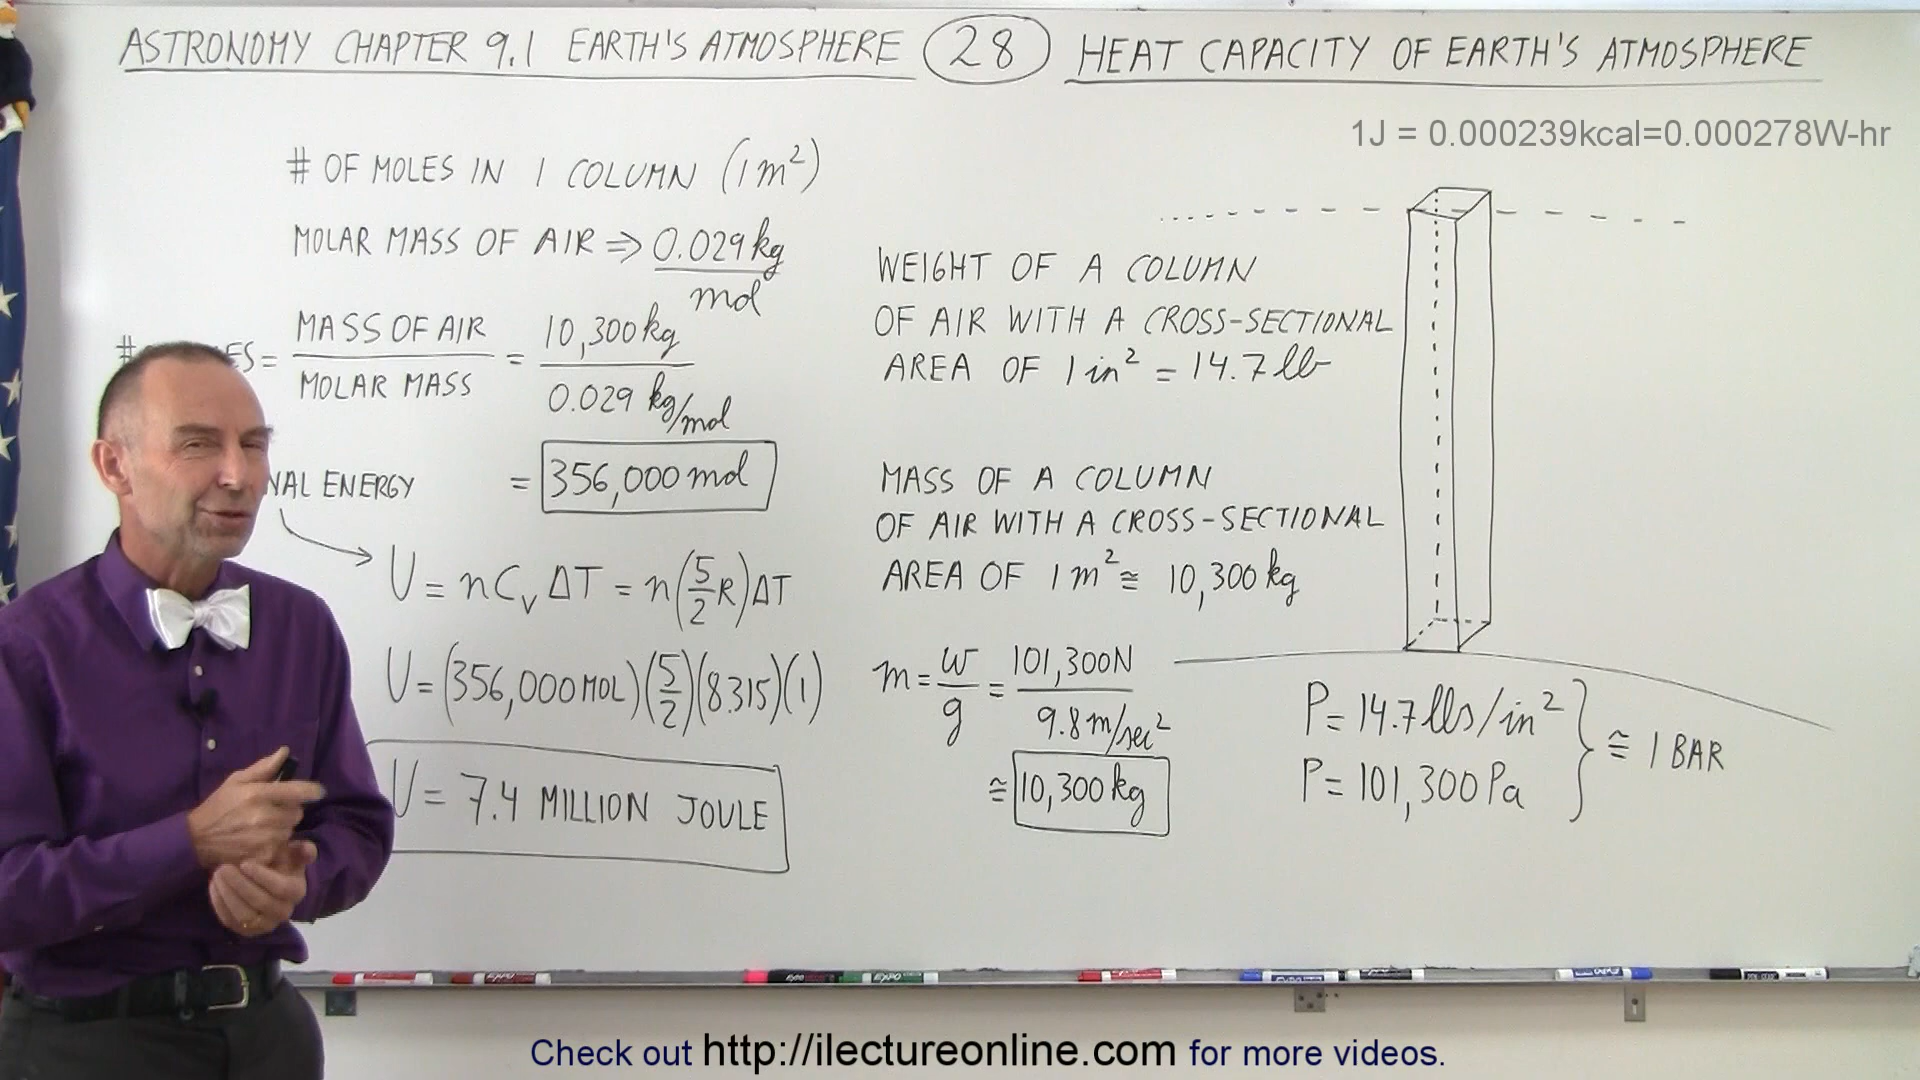 ASTRONOMY CHAPTER 9.1 EARTH'S ATMOSPHERE 28 HEAT CAPACITY OF EARTH'S ATMOSPHERE
1J = 0.000239kcal=0.000278W-hr
# OF MOLES IN 1 COLUMN (1m²)
MOLAR MASS OF AIR ⇒ 0.029 kg/mol
= MASS OF AIR / MOLAR MASS = 10,300 kg / 0.029 kg/mol
= 356,000 mol
ENERGY
U = nCᵥΔT = n(5/2 R)ΔT
U = (356,000 MOL)(5/2)(8.315)(1)
U = 7.4 MILLION JOULE
WEIGHT OF A COLUMN
OF AIR WITH A CROSS-SECTIONAL
AREA OF 1 in² = 14.7 lb
MASS OF A COLUMN
OF AIR WITH A CROSS-SECTIONAL
AREA OF 1 m² ≅ 10,300 kg
m = W/g = 101,300N / 9.8 m/sec²
≅ 10,300 kg
P = 14.7 lbs/in²
P = 101,300 Pa
≅ 1 BAR
EXPO
Check out http://ilectureonline.com for more videos.